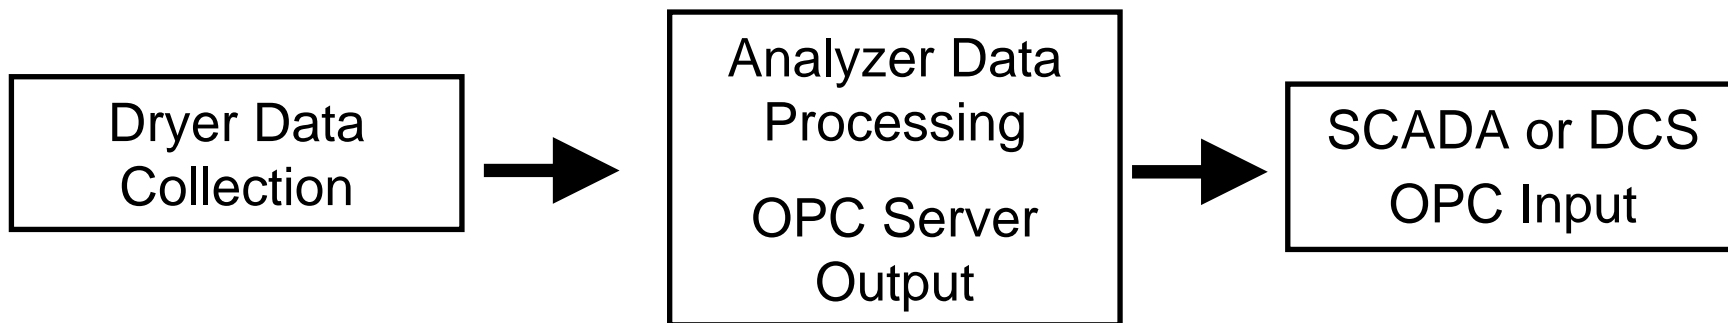 Dryer Data
Collection
Analyzer Data
Processing
OPC Server
Output
SCADA or DCS
OPC Input